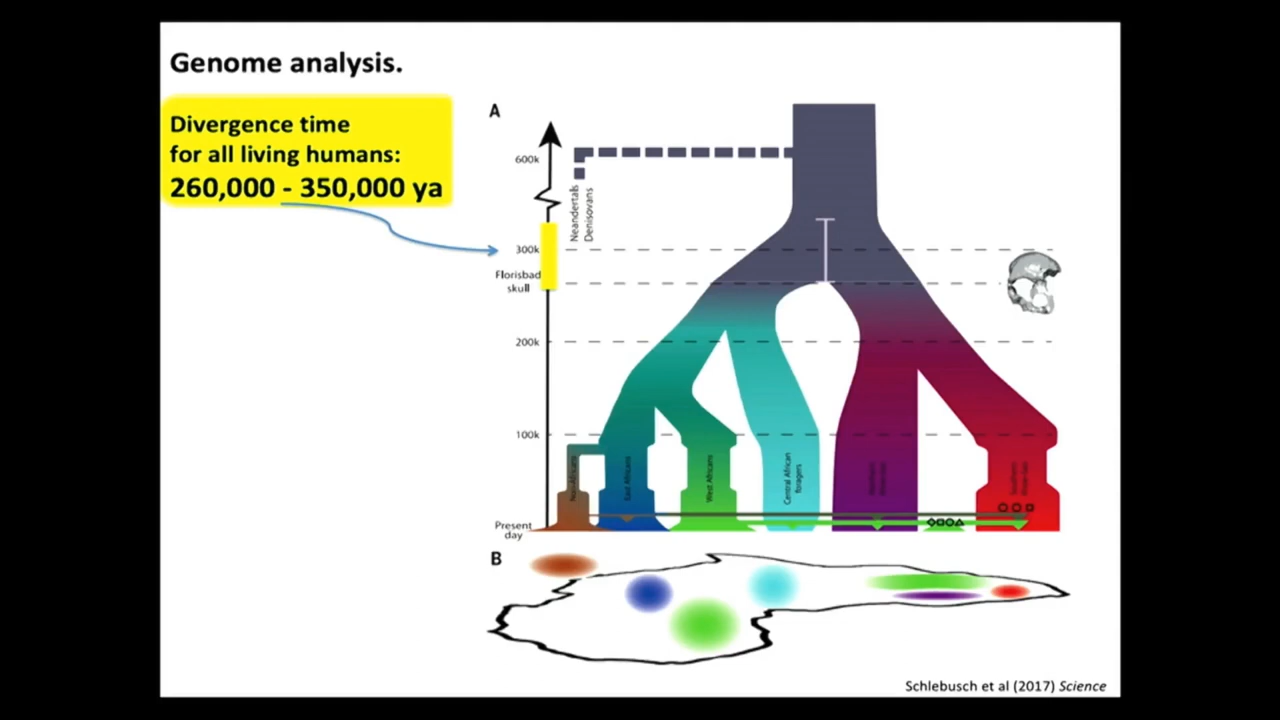 Genome analysis.
Divergence time
for all living humans:
260,000 - 350,000 ya
A
600k
Neandertals
Denisovans
300k
Florisbad
skull
200k
100k
East Africans
West Africans
Central African
foragers
Present
day
B
Schlebusch et al (2017) Science